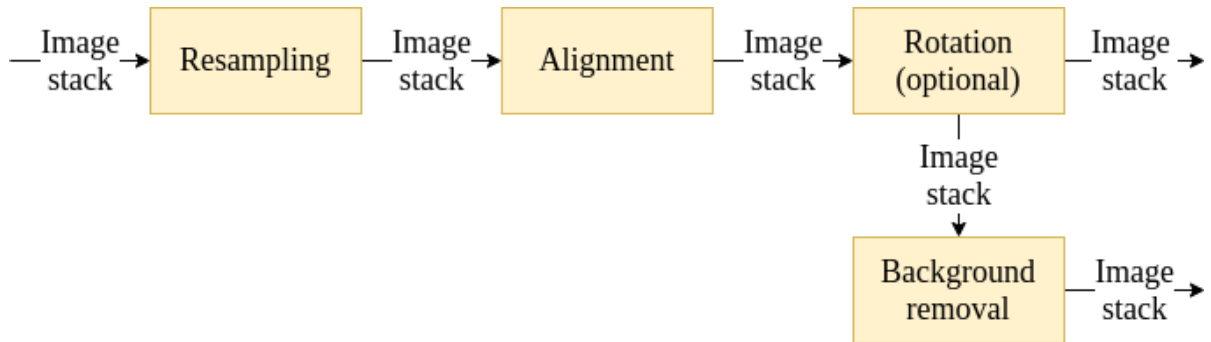 Image
stack
Resampling
Image
stack
Alignment
Image
stack
Rotation
(optional)
Image
stack
Image
stack
Background
removal
Image
stack